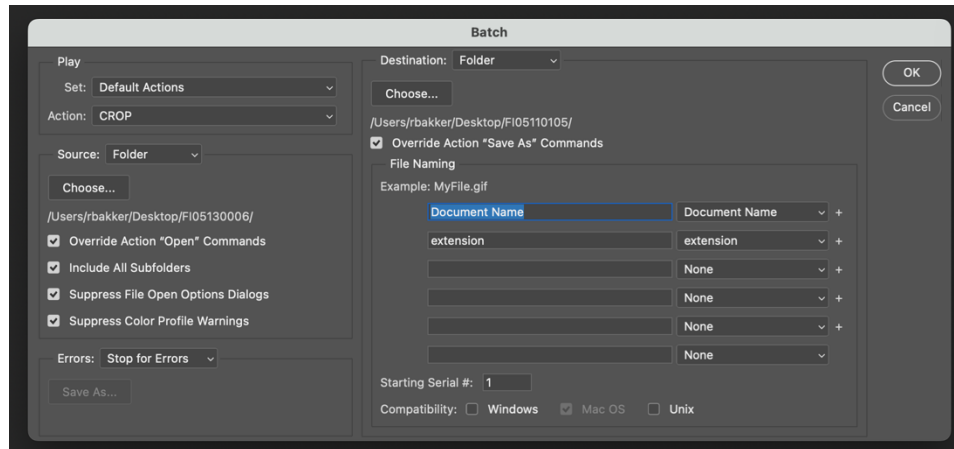 Batch
Play
Set: Default Actions
Action: CROP
Source: Folder
Choose...
/Users/rbakker/Desktop/FI05130006/
Override Action "Open" Commands
Include All Subfolders
Suppress File Open Options Dialogs
Suppress Color Profile Warnings
Errors: Stop for Errors
Save As...
Destination: Folder
Choose...
/Users/rbakker/Desktop/FI05110105/
Override Action "Save As" Commands
File Naming
Example: MyFile.gif
Document Name Document Name +
extension extension +
None +
None +
None +
None
Starting Serial #: 1
Compatibility: Windows Mac OS Unix
OK
Cancel